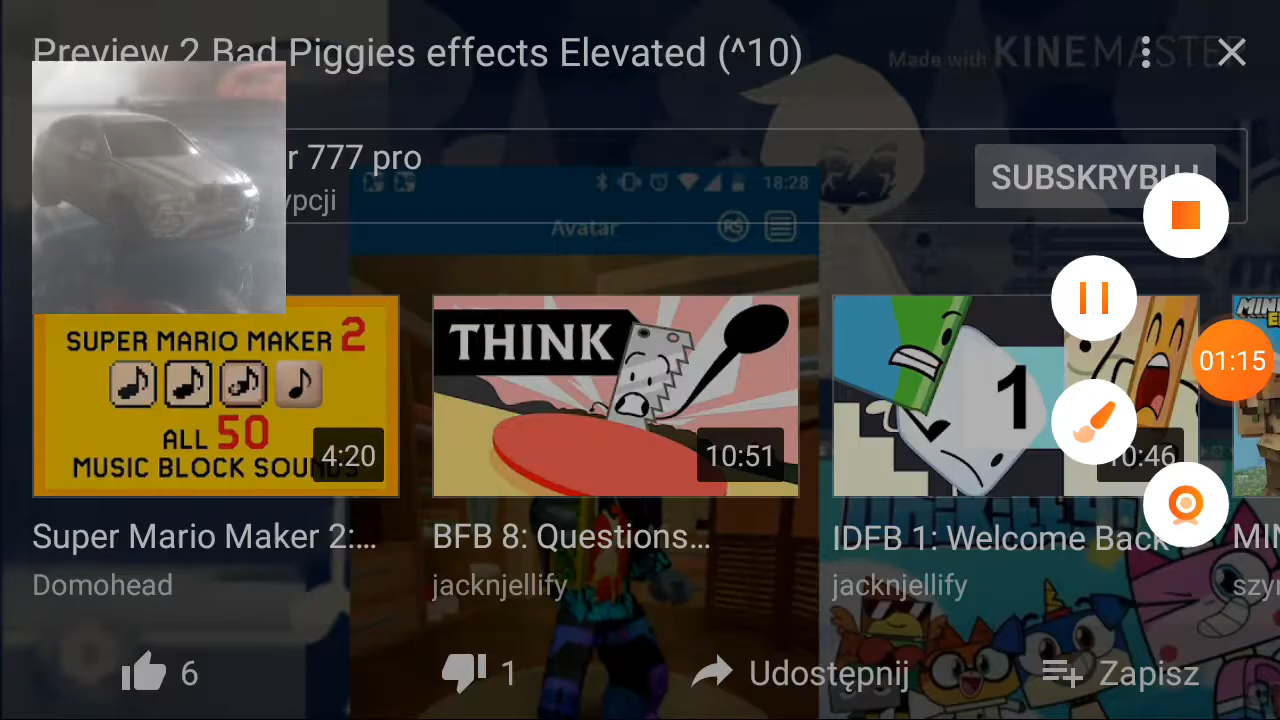 Preview 2 Bad Piggies effects Elevated (^10)
Made with KINEMASTER
r 777 pro
ypcji
SUBSKRYBUJ
18:28
Avatar
R$
SUPER MARIO MAKER 2
ALL 50
MUSIC BLOCK SOUNDS
4:20
THINK
10:51
1
10:46
01:15
Super Mario Maker 2:...
BFB 8: Questions...
IDFB 1: Welcome Back
Domohead
jacknjellify
jacknjellify
6
1
Udostępnij
Zapisz